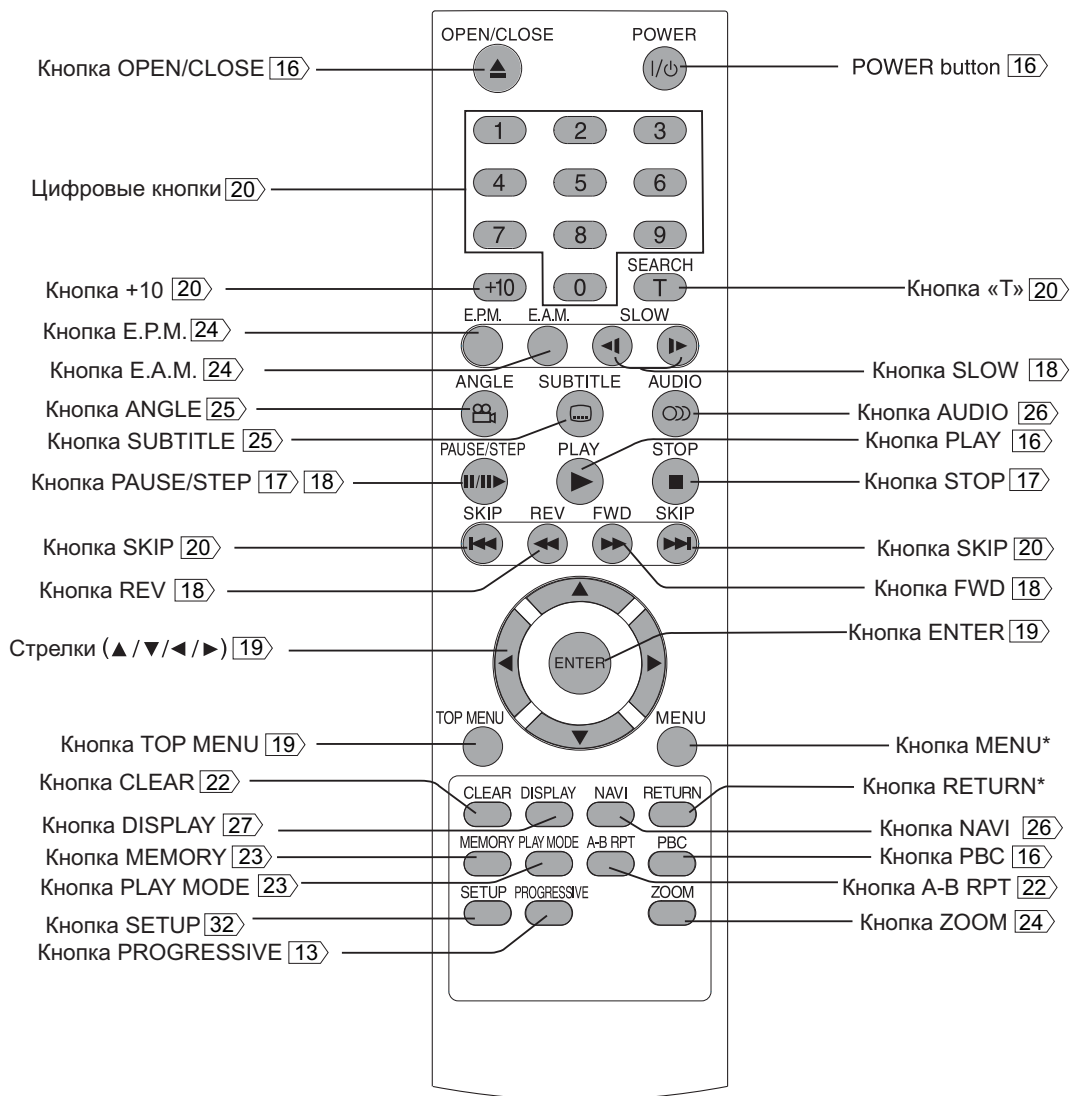 OPEN/CLOSE POWER
Кнопка OPEN/CLOSE 16
I/
POWER button 16
1 2 3
Цифровые кнопки 20
4 5 6
7 8 9
SEARCH
Кнопка +10 20
+10 0 T
Кнопка «T» 20
E.P.M. E.A.M. SLOW
Кнопка E.P.M. 24
Кнопка E.A.M. 24
Кнопка SLOW 18
ANGLE SUBTITLE AUDIO
Кнопка ANGLE 25
Кнопка AUDIO 26
Кнопка SUBTITLE 25
Кнопка PLAY 16
PAUSE/STEP PLAY STOP
Кнопка PAUSE/STEP 17 18
Кнопка STOP 17
SKIP REV FWD SKIP
Кнопка SKIP 20
Кнопка SKIP 20
Кнопка REV 18
Кнопка FWD 18
Кнопка ENTER 19
Стрелки (▲/▼/◄/►) 19
ENTER
TOP MENU MENU
Кнопка TOP MENU 19
Кнопка MENU*
Кнопка CLEAR 22
Кнопка RETURN*
CLEAR DISPLAY NAVI RETURN
Кнопка DISPLAY 27
Кнопка NAVI 26
MEMORY PLAY MODE A-B RPT PBC
Кнопка MEMORY 23
Кнопка PBC 16
Кнопка PLAY MODE 23
Кнопка A-B RPT 22
SETUP PROGRESSIVE ZOOM
Кнопка SETUP 32
Кнопка ZOOM 24
Кнопка PROGRESSIVE 13